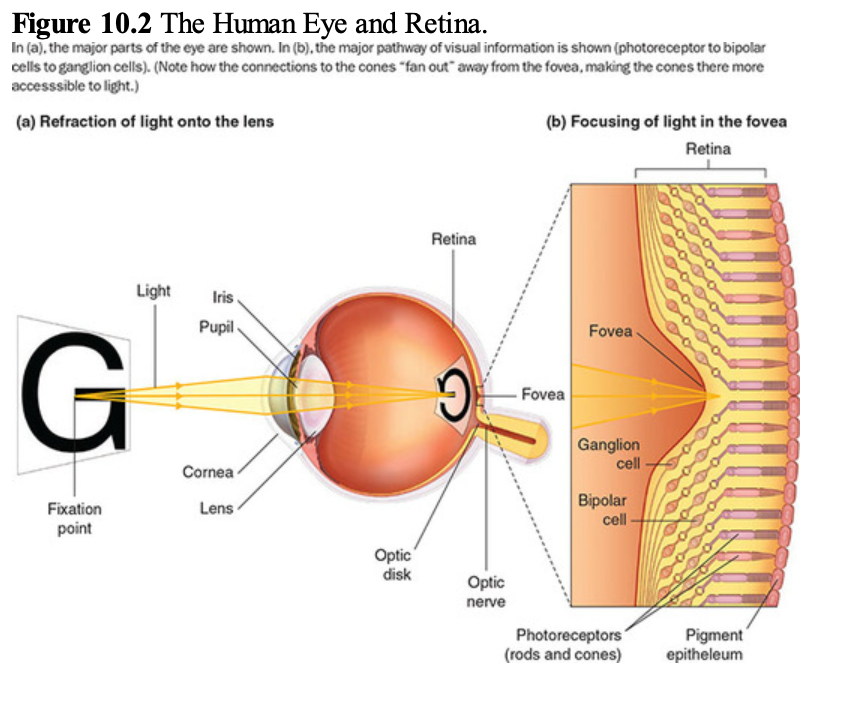 Figure 10.2 The Human Eye and Retina.
In (a), the major parts of the eye are shown. In (b), the major pathway of visual information is shown (photoreceptor to bipolar
cells to ganglion cells). (Note how the connections to the cones “fan out” away from the fovea, making the cones there more
accesssible to light.)
(a) Refraction of light onto the lens
(b) Focusing of light in the fovea
Retina
Retina
Light
Iris
Pupil
Fovea
G
G
Fovea
Ganglion
cell
Cornea
Lens
Bipolar
cell
Fixation
point
Optic
disk
Optic
nerve
Photoreceptors
(rods and cones)
Pigment
epitheleum